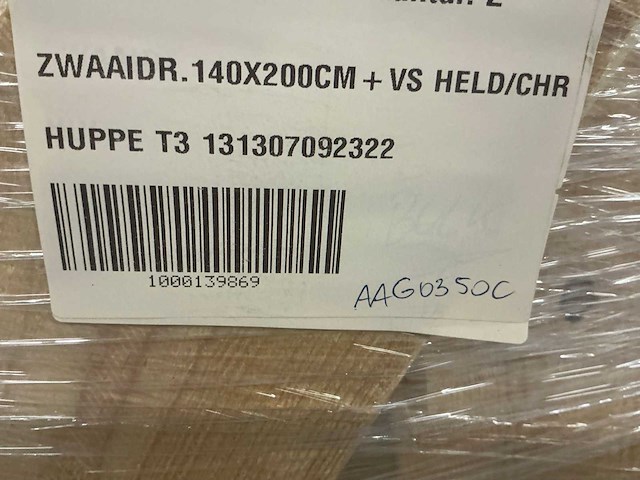 ZWAAIDR.140X200CM + VS HELD/CHR
HUPPE T3 131307092322
1000139869
AAG0350C